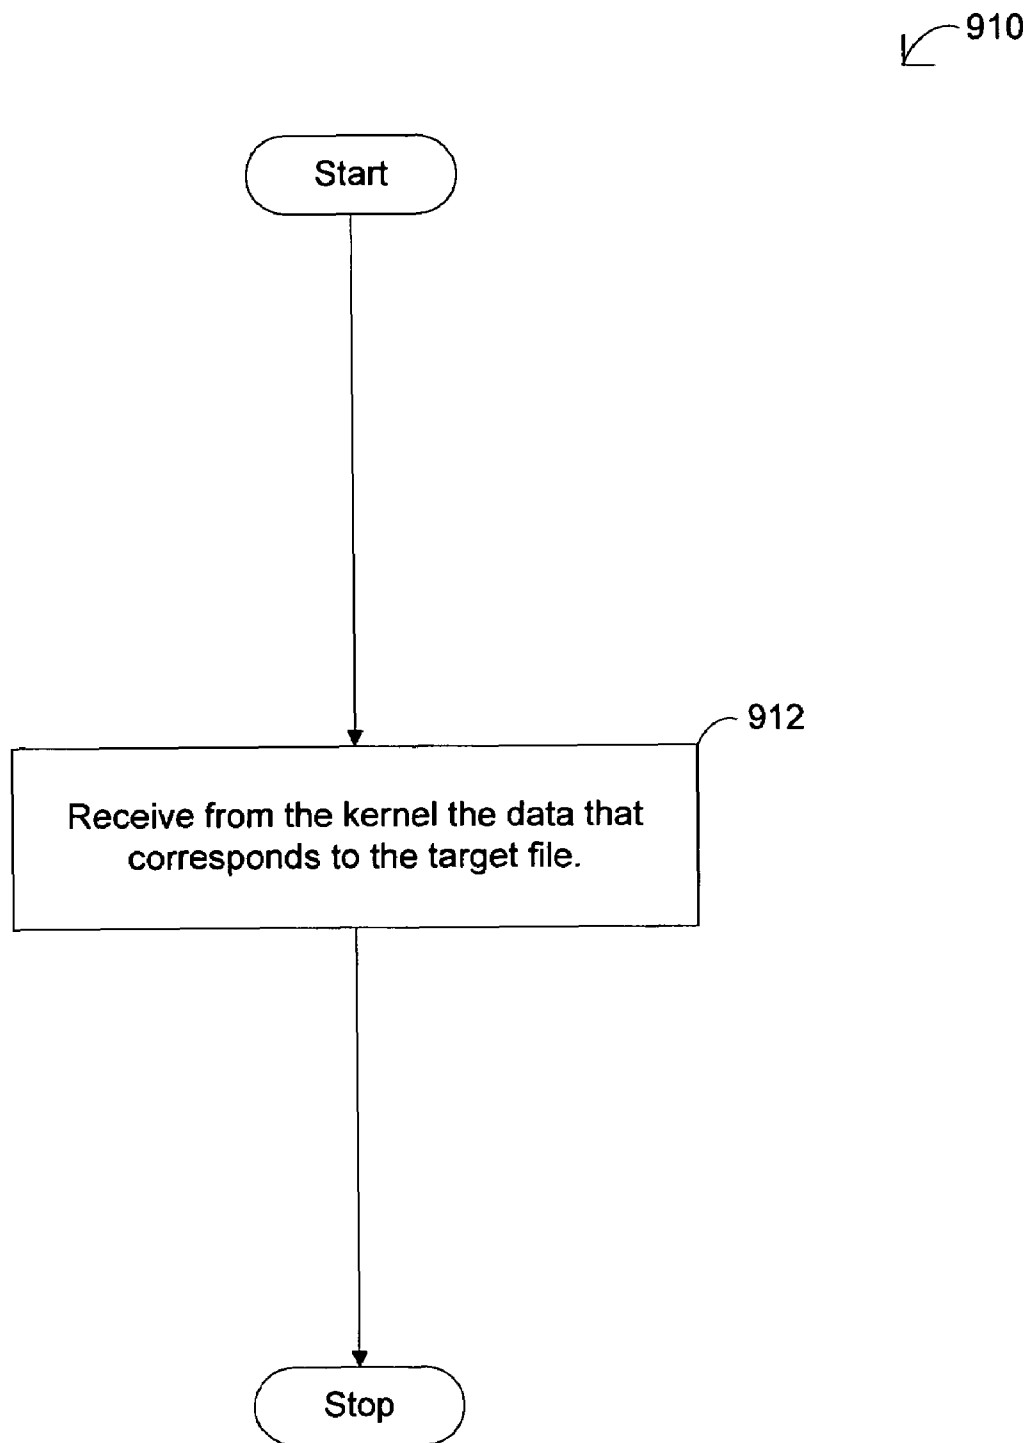 910
Start
912
Receive from the kernel the data that
corresponds to the target file.
Stop